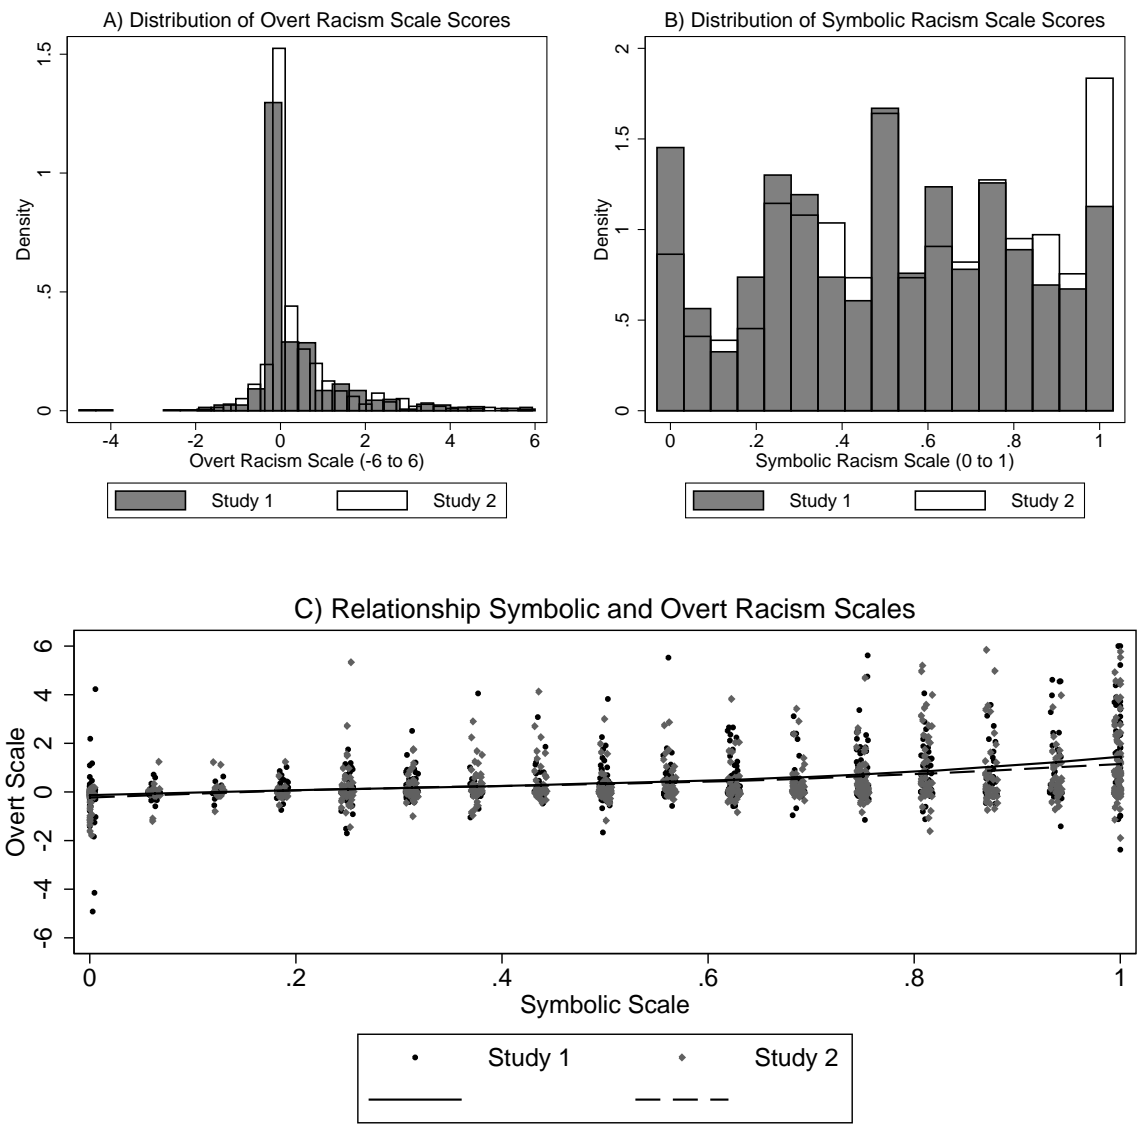 A) Distribution of Overt Racism Scale Scores
1.5
1
.5
0
Density
-4 -2 0 2 4 6
Overt Racism Scale (-6 to 6)
Study 1 Study 2
B) Distribution of Symbolic Racism Scale Scores
2
1.5
1
.5
0
Density
0 .2 .4 .6 .8 1
Symbolic Racism Scale (0 to 1)
Study 1 Study 2
C) Relationship Symbolic and Overt Racism Scales
6
4
2
0
-2
-4
-6
Overt Scale
0 .2 .4 .6 .8 1
Symbolic Scale
Study 1 Study 2